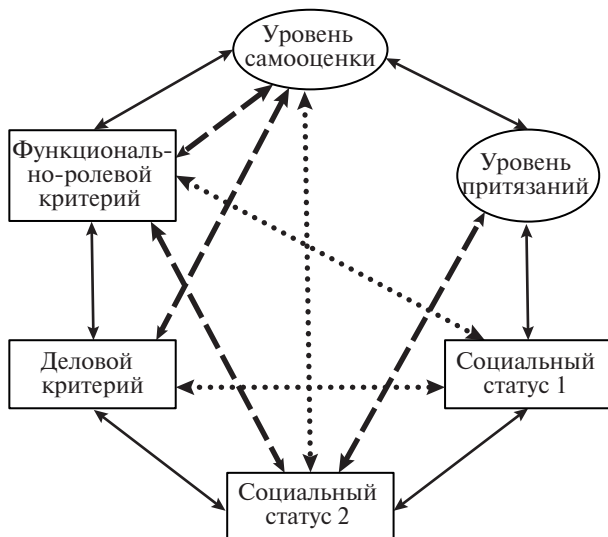 Уровень
самооценки
Функциональ-
но-ролевой
критерий
Уровень
притязаний
Деловой
критерий
Социальный
статус 1
Социальный
статус 2